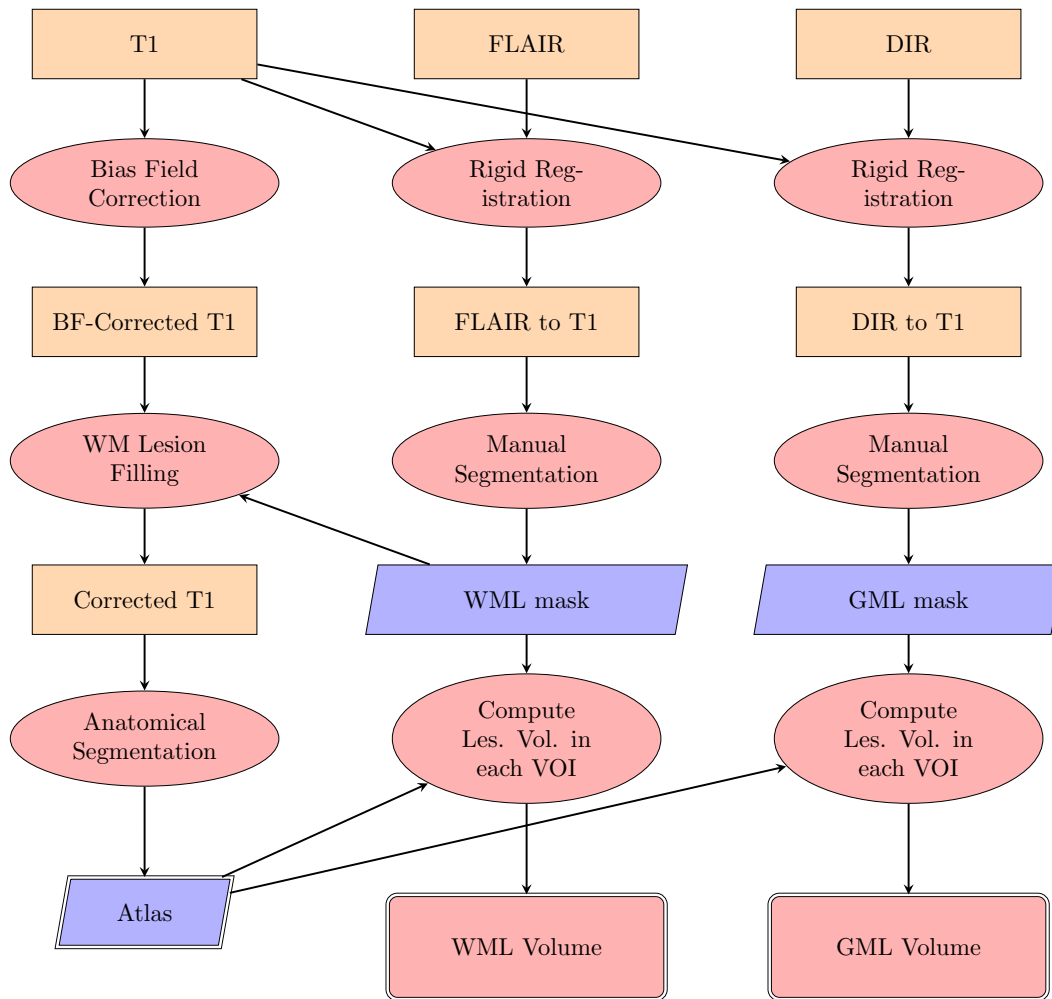 T1
FLAIR
DIR
Bias Field
Correction
Rigid Reg-
istration
Rigid Reg-
istration
BF-Corrected T1
FLAIR to T1
DIR to T1
WM Lesion
Filling
Manual
Segmentation
Manual
Segmentation
Corrected T1
WML mask
GML mask
Anatomical
Segmentation
Compute
Les. Vol. in
each VOI
Compute
Les. Vol. in
each VOI
Atlas
WML Volume
GML Volume